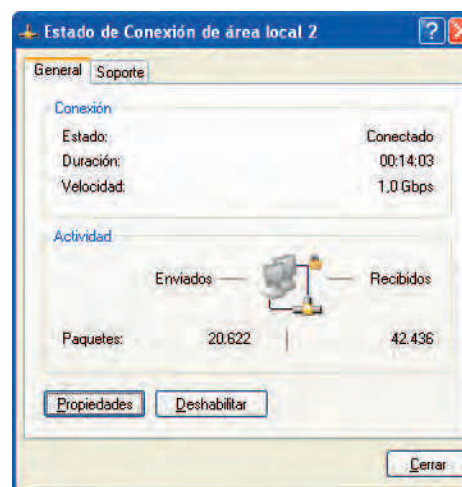 Estado de Conexión de área local 2
General Soporte
Conexión
Estado: Conectado
Duración: 00:14:03
Velocidad: 1,0 Gbps
Actividad
Enviados Recibidos
Paquetes: 20.622 42.436
Propiedades Deshabilitar
Cerrar